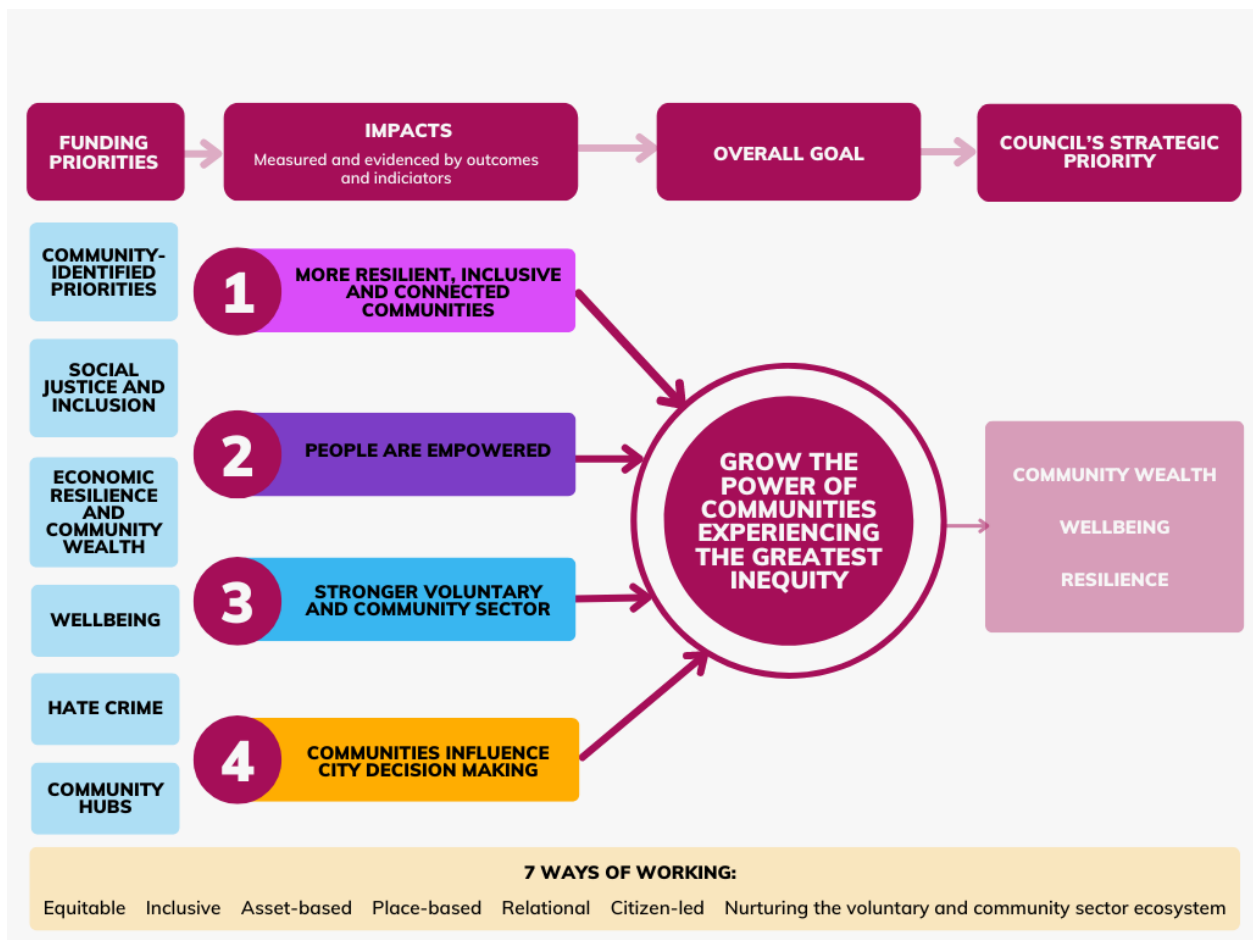 FUNDING
PRIORITIES
IMPACTS
Measured and evidenced by outcomes
and indiciators
OVERALL GOAL
COUNCIL'S STRATEGIC
PRIORITY
COMMUNITY-
IDENTIFIED
PRIORITIES
SOCIAL
JUSTICE AND
INCLUSION
ECONOMIC
RESILIENCE
AND
COMMUNITY
WEALTH
WELLBEING
HATE CRIME
COMMUNITY
HUBS
1
MORE RESILIENT, INCLUSIVE
AND CONNECTED
COMMUNITIES
2
PEOPLE ARE EMPOWERED
3
STRONGER VOLUNTARY
AND COMMUNITY SECTOR
4
COMMUNITIES INFLUENCE
CITY DECISION MAKING
GROW THE
POWER OF
COMMUNITIES
EXPERIENCING
THE GREATEST
INEQUITY
COMMUNITY WEALTH
WELLBEING
RESILIENCE
7 WAYS OF WORKING:
Equitable Inclusive Asset-based Place-based Relational Citizen-led Nurturing the voluntary and community sector ecosystem